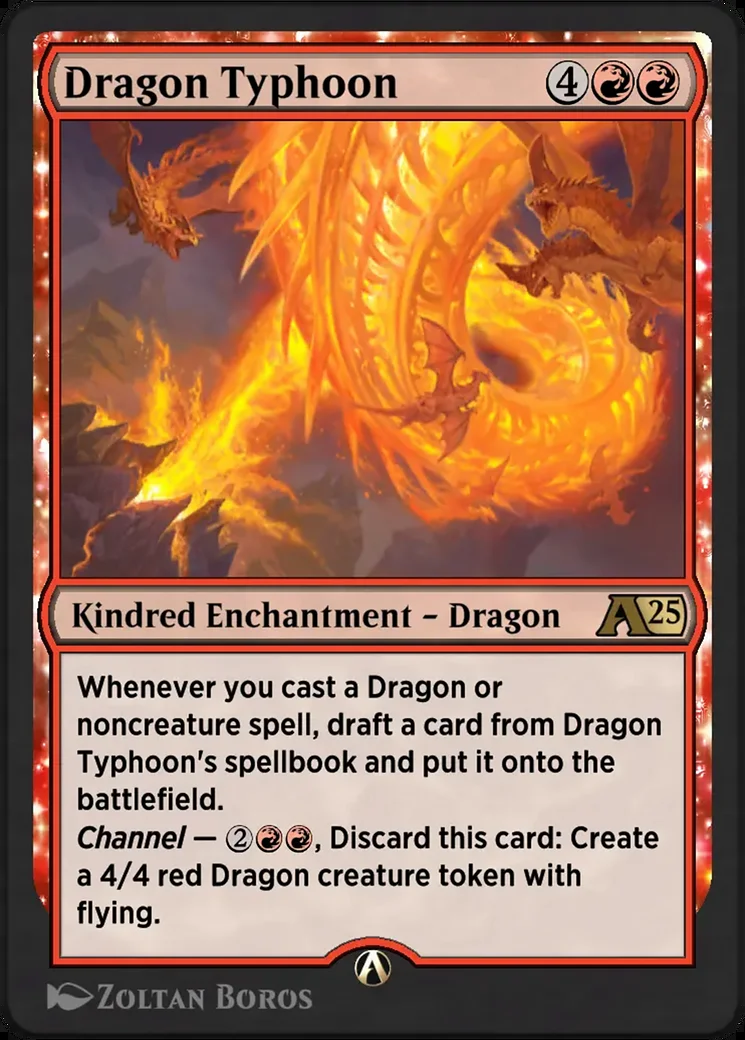 Dragon Typhoon 4
Kindred Enchantment – Dragon A25
Whenever you cast a Dragon or
noncreature spell, draft a card from Dragon
Typhoon's spellbook and put it onto the
battlefield.
Channel — 2, Discard this card: Create
a 4/4 red Dragon creature token with
flying.
Zoltan Boros